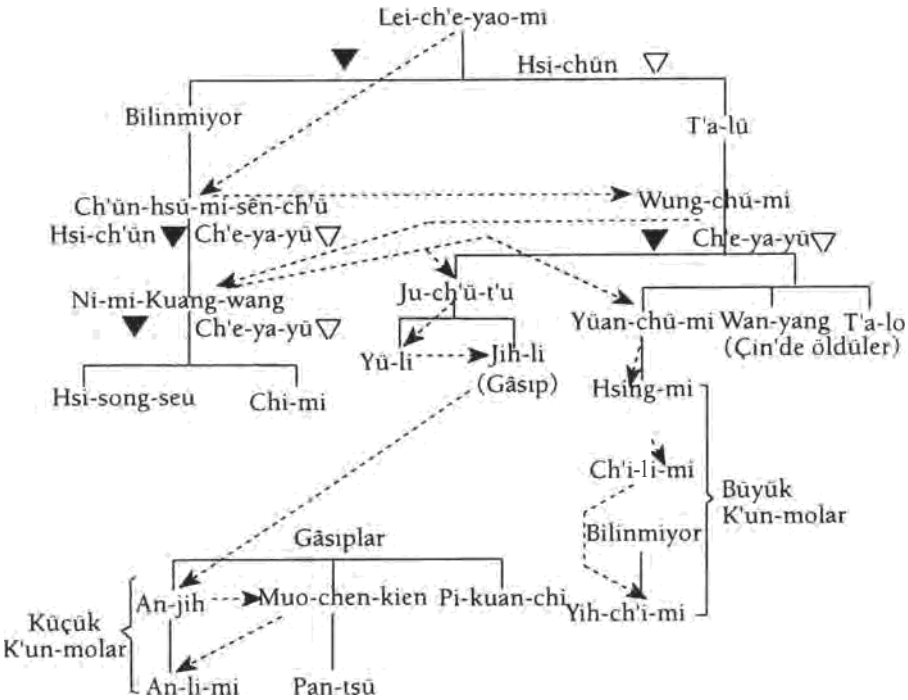 Lei-ch'e-yao-mi
Hsi-chün
Bilinmiyor
T'a-lü
Ch'ün-hsü-mi-sên-ch'ü
Wung-chü-mi
Hsi-ch'ün Ch'e-ya-yü
Ch'e-ya-yü
Ni-mi-Kuang-wang
Ch'e-ya-yü
Ju-ch'ü-t'u
Yüan-chü-mi Wan-yang T'a-lo
(Çin'de öldüler)
Yü-li
Jih-li
(Gâsıp)
Hsi-song-seu
Chi-mi
Hsing-mi
Ch'i-li-mi
Bilinmiyor
Büyük
K'un-molar
Gâsıplar
An-jih
Muo-chen-kien
Pi-kuan-chi
Yih-ch'i-mi
Küçük
K'un-molar
An-li-mi
Pan-tsü